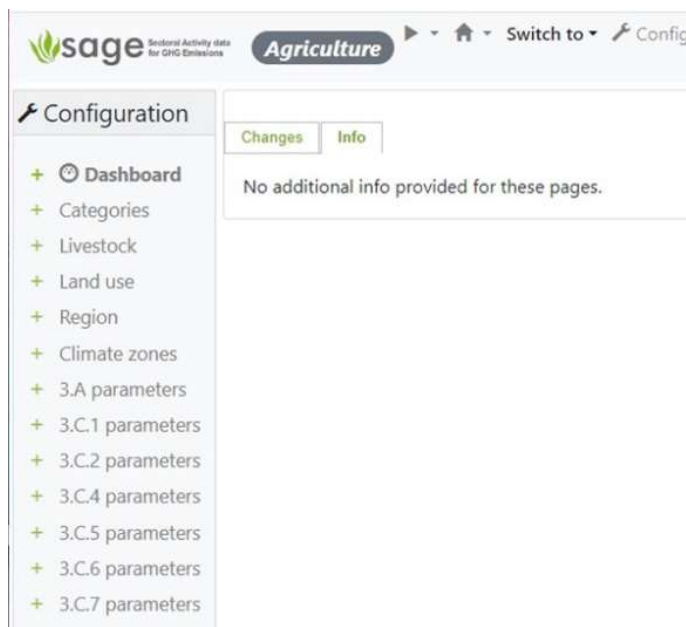 sage Sectoral Activity data
for GHG Emissions
Agriculture
Switch to
Config
Configuration
Changes
Info
No additional info provided for these pages.
Dashboard
Categories
Livestock
Land use
Region
Climate zones
3.A parameters
3.C.1 parameters
3.C.2 parameters
3.C.4 parameters
3.C.5 parameters
3.C.6 parameters
3.C.7 parameters